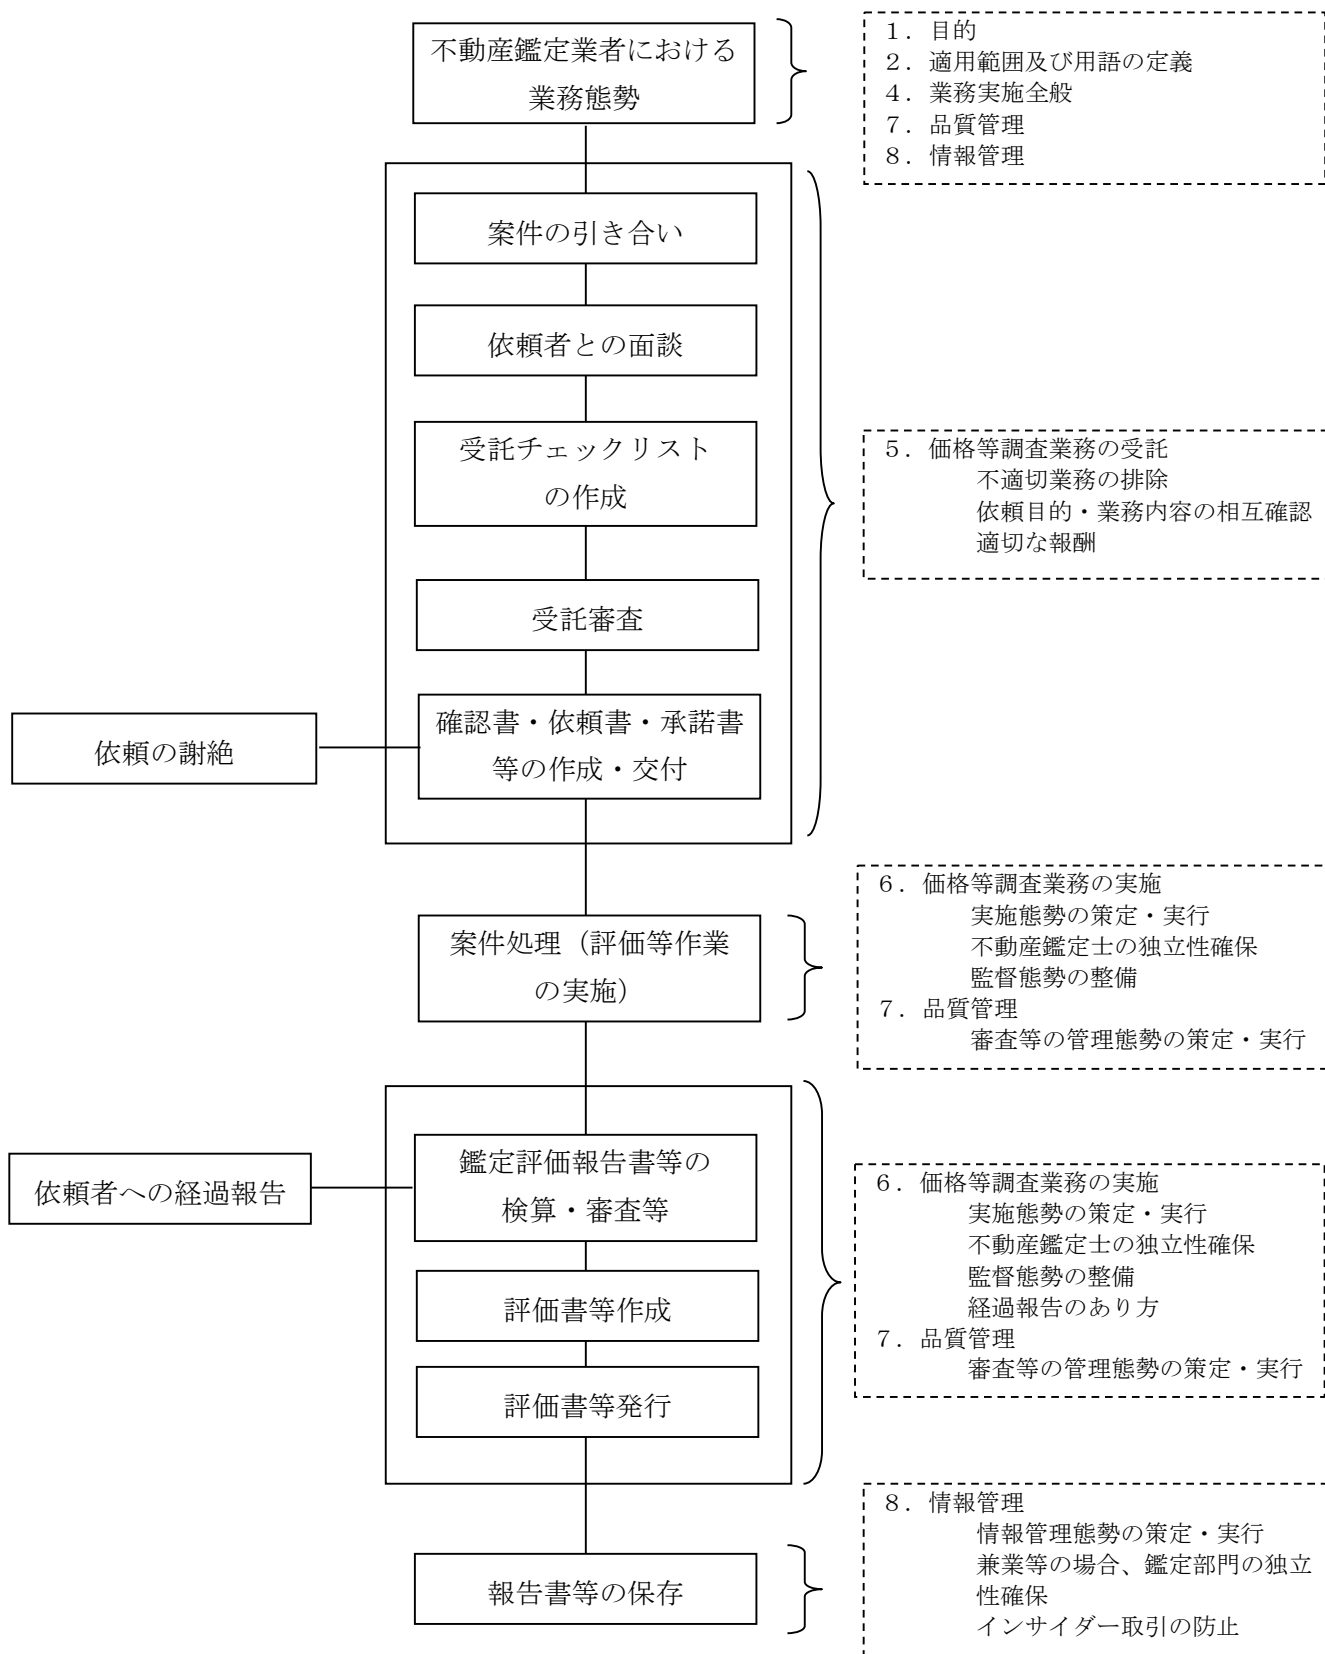 不動産鑑定業者における
業務態勢
１．目的
２．適用範囲及び用語の定義
４．業務実施全般
７．品質管理
８．情報管理
案件の引き合い
依頼者との面談
受託チェックリスト
の作成
受託審査
確認書・依頼書・承諾書
等の作成・交付
依頼の謝絶
５．価格等調査業務の受託
不適切業務の排除
依頼目的・業務内容の相互確認
適切な報酬
案件処理（評価等作業
の実施）
６．価格等調査業務の実施
実施態勢の策定・実行
不動産鑑定士の独立性確保
監督態勢の整備
７．品質管理
審査等の管理態勢の策定・実行
鑑定評価報告書等の
検算・審査等
依頼者への経過報告
評価書等作成
評価書等発行
６．価格等調査業務の実施
実施態勢の策定・実行
不動産鑑定士の独立性確保
監督態勢の整備
経過報告のあり方
７．品質管理
審査等の管理態勢の策定・実行
報告書等の保存
８．情報管理
情報管理態勢の策定・実行
兼業等の場合、鑑定部門の独立
性確保
インサイダー取引の防止